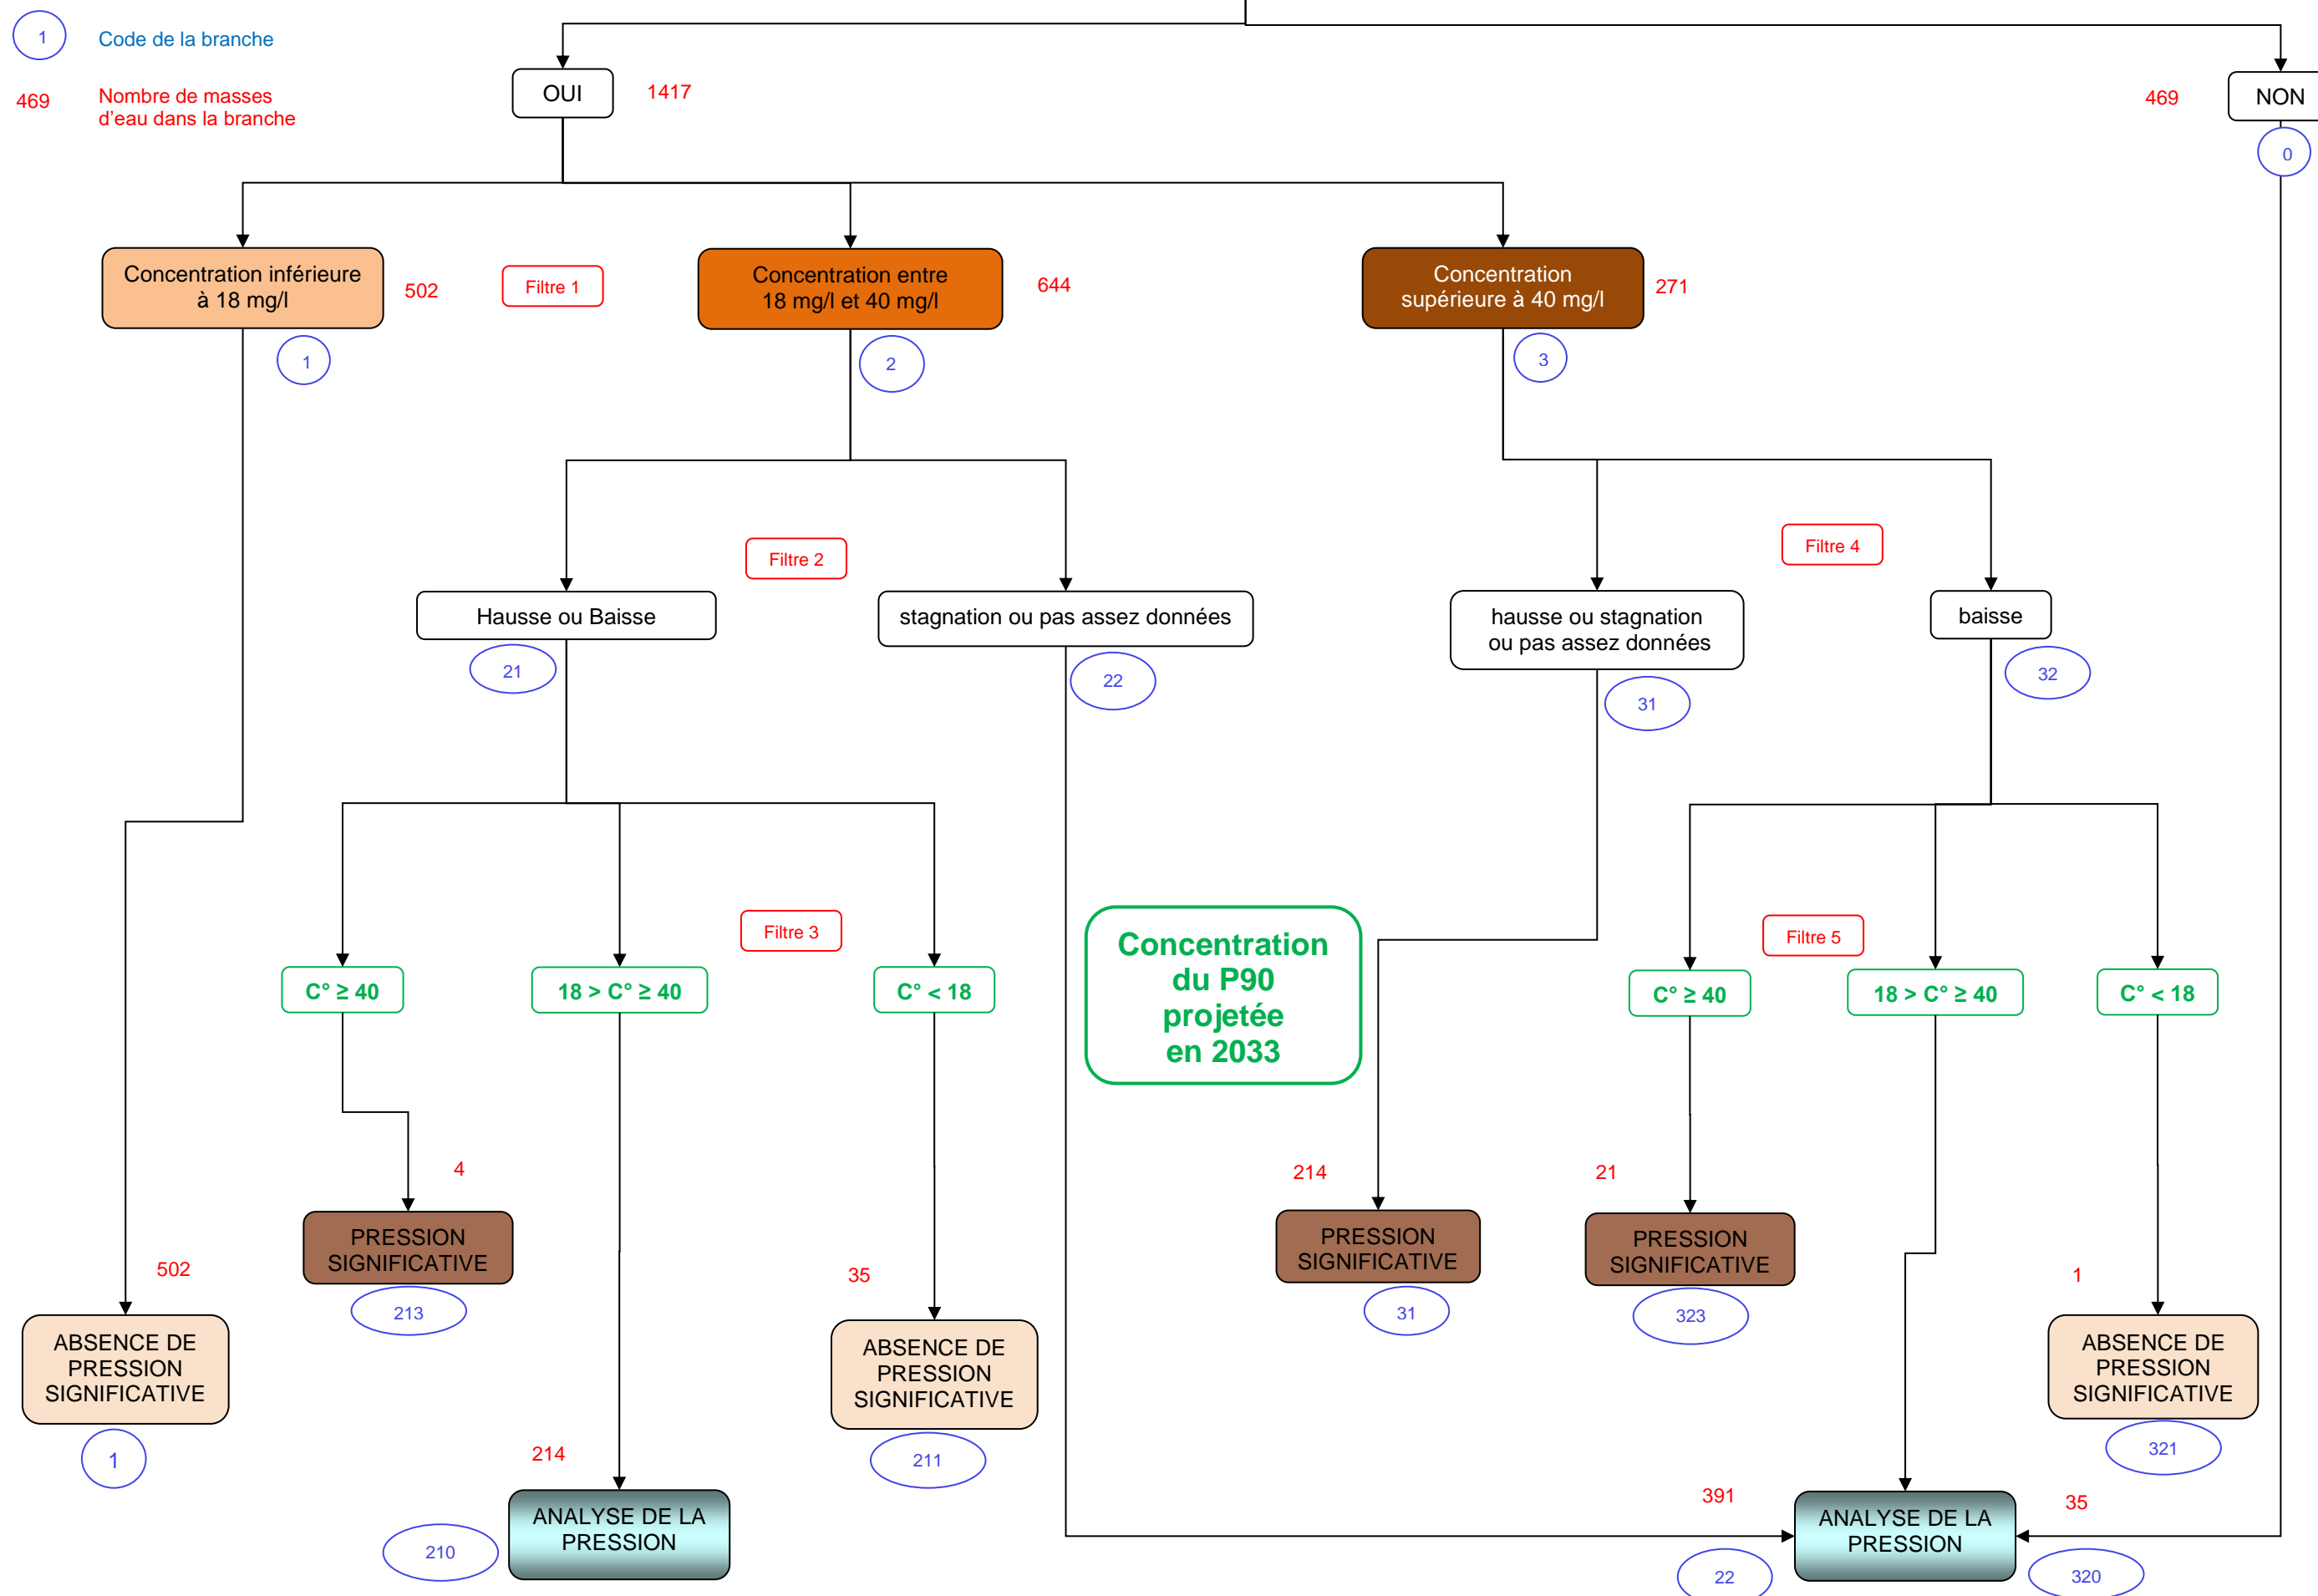 1
Code de la branche
469
Nombre de masses
d'eau dans la branche
OUI
1417
469
NON
0
Concentration inférieure
à 18 mg/l
502
1
Filtre 1
Concentration entre
18 mg/l et 40 mg/l
644
2
Concentration
supérieure à 40 mg/l
271
3
Filtre 2
Filtre 4
Hausse ou Baisse
21
stagnation ou pas assez données
22
hausse ou stagnation
ou pas assez données
31
baisse
32
Filtre 3
Filtre 5
C° ≥ 40
18 > C° ≥ 40
C° < 18
Concentration
du P90
projetée
en 2033
C° ≥ 40
18 > C° ≥ 40
C° < 18
4
PRESSION
SIGNIFICATIVE
213
214
PRESSION
SIGNIFICATIVE
31
21
PRESSION
SIGNIFICATIVE
323
502
ABSENCE DE
PRESSION
SIGNIFICATIVE
1
35
ABSENCE DE
PRESSION
SIGNIFICATIVE
211
1
ABSENCE DE
PRESSION
SIGNIFICATIVE
321
214
ANALYSE DE LA
PRESSION
210
391
ANALYSE DE LA
PRESSION
35
22
320